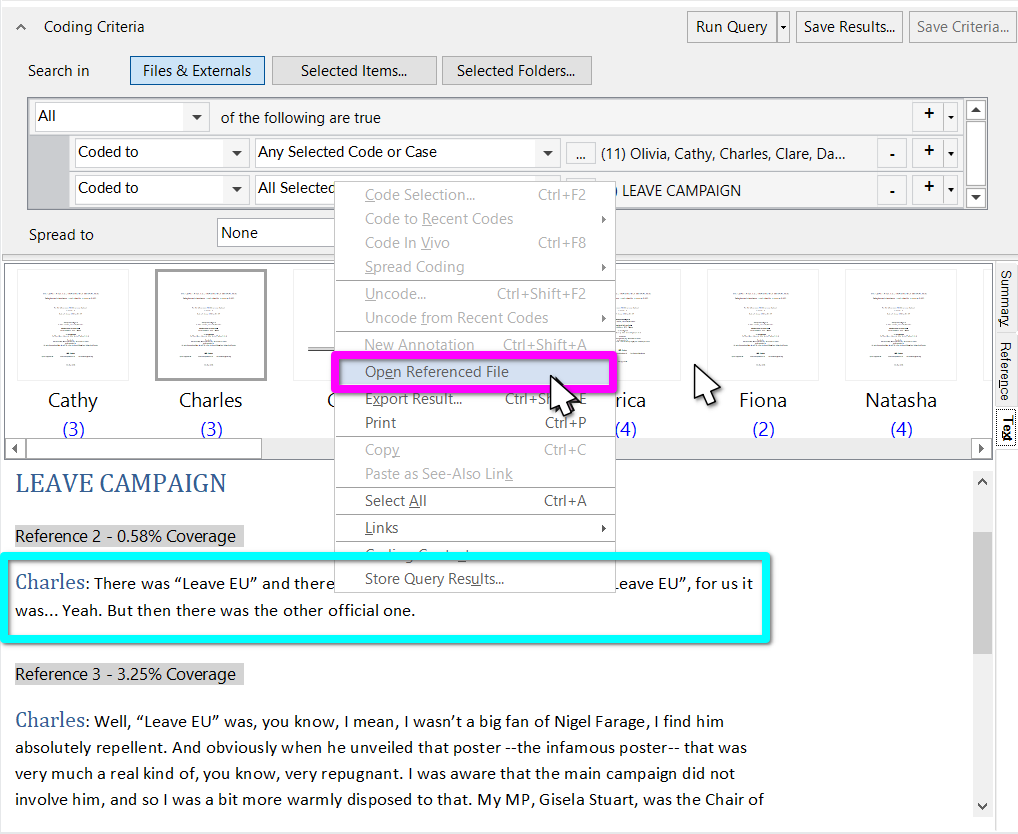 Coding Criteria
Run Query
Save Results...
Save Criteria...
Search in
Files & Externals
Selected Items...
Selected Folders...
All
of the following are true
+
Coded to
Any Selected Code or Case
...
(11) Olivia, Cathy, Charles, Clare, Da...
-
+
Coded to
All Selected
) LEAVE CAMPAIGN
-
+
Spread to
None
Code Selection... Ctrl+F2
Code to Recent Codes
Code In Vivo Ctrl+F8
Spread Coding
Uncode... Ctrl+Shift+F2
Uncode from Recent Codes
New Annotation Ctrl+Shift+A
Open Referenced File
Export Result...
Print Ctrl+P
Copy Ctrl+C
Paste as See-Also Link
Select All Ctrl+A
Links
Store Query Results...
Cathy
(3)
Charles
(3)
rica
(4)
Fiona
(2)
Natasha
(4)
Summary
Reference
Text
LEAVE CAMPAIGN
Reference 2 - 0.58% Coverage
Charles: There was “Leave EU” and there Leave EU”, for us it
was... Yeah. But then there was the other official one.
Reference 3 - 3.25% Coverage
Charles: Well, “Leave EU” was, you know, I mean, I wasn’t a big fan of Nigel Farage, I find him
absolutely repellent. And obviously when he unveiled that poster --the infamous poster-- that was
very much a real kind of, you know, very repugnant. I was aware that the main campaign did not
involve him, and so I was a bit more warmly disposed to that. My MP, Gisela Stuart, was the Chair of